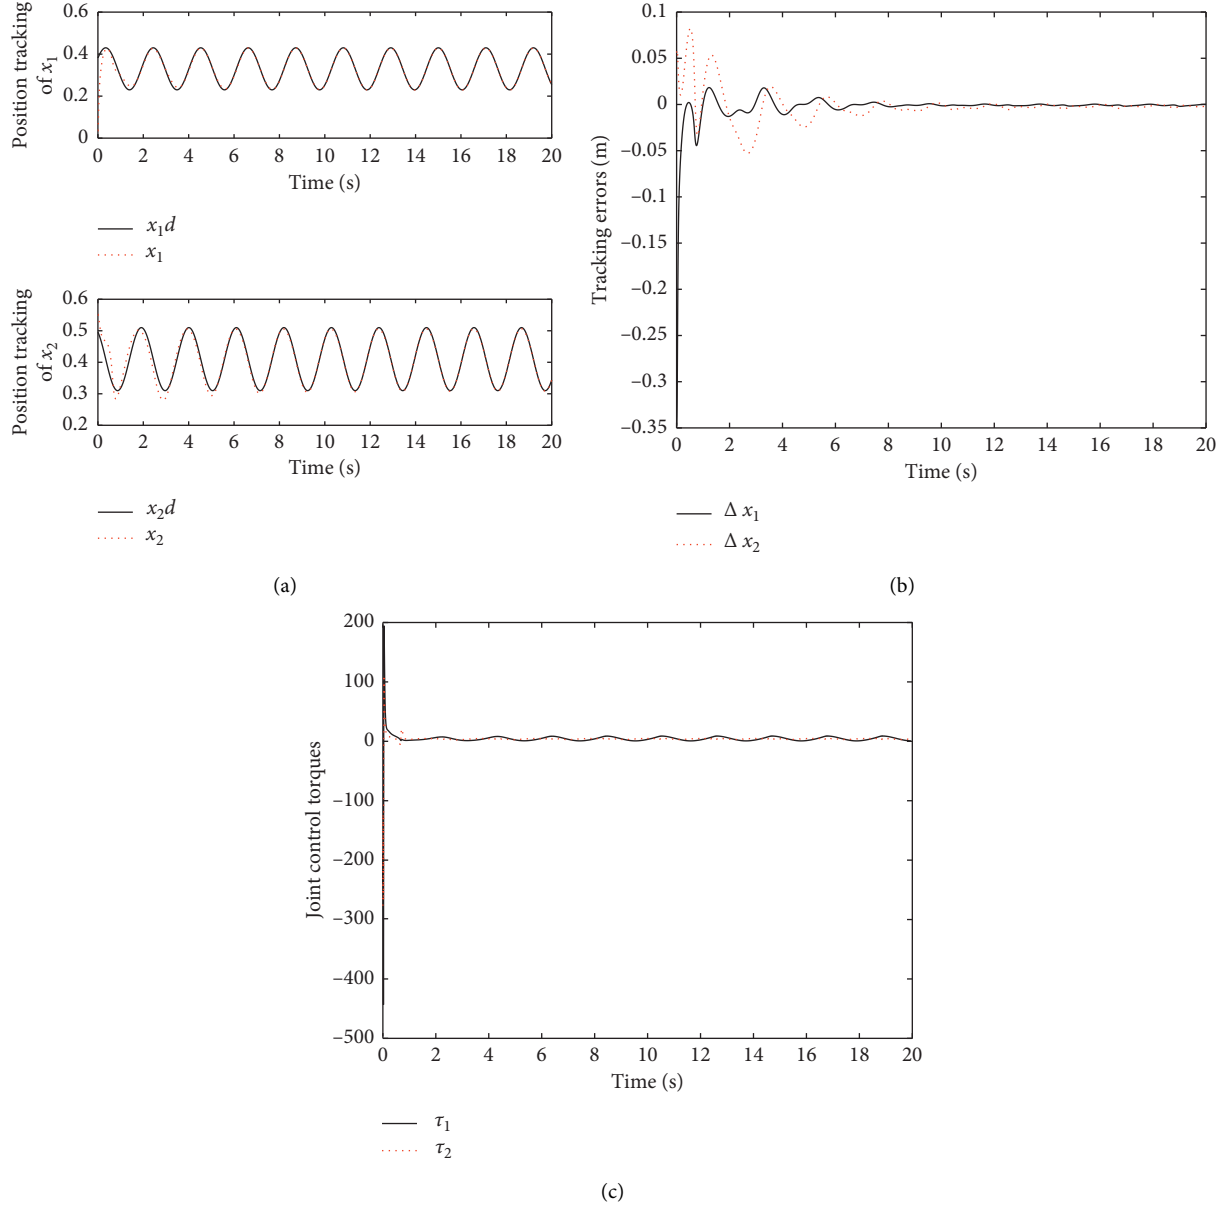 Position tracking
of x1
0.6
0.4
0.2
0
0 2 4 6 8 10 12 14 16 18 20
Time (s)
x1d
x1
Position tracking
of x2
0.6
0.5
0.4
0.3
0.2
0 2 4 6 8 10 12 14 16 18 20
Time (s)
x2d
x2
(a)
Tracking errors (m)
0.1
0.05
0
−0.05
−0.1
−0.15
−0.2
−0.25
−0.3
−0.35
0 2 4 6 8 10 12 14 16 18 20
Time (s)
Δ x1
Δ x2
(b)
Joint control torques
200
100
0
−100
−200
−300
−400
−500
0 2 4 6 8 10 12 14 16 18 20
Time (s)
τ1
τ2
(c)